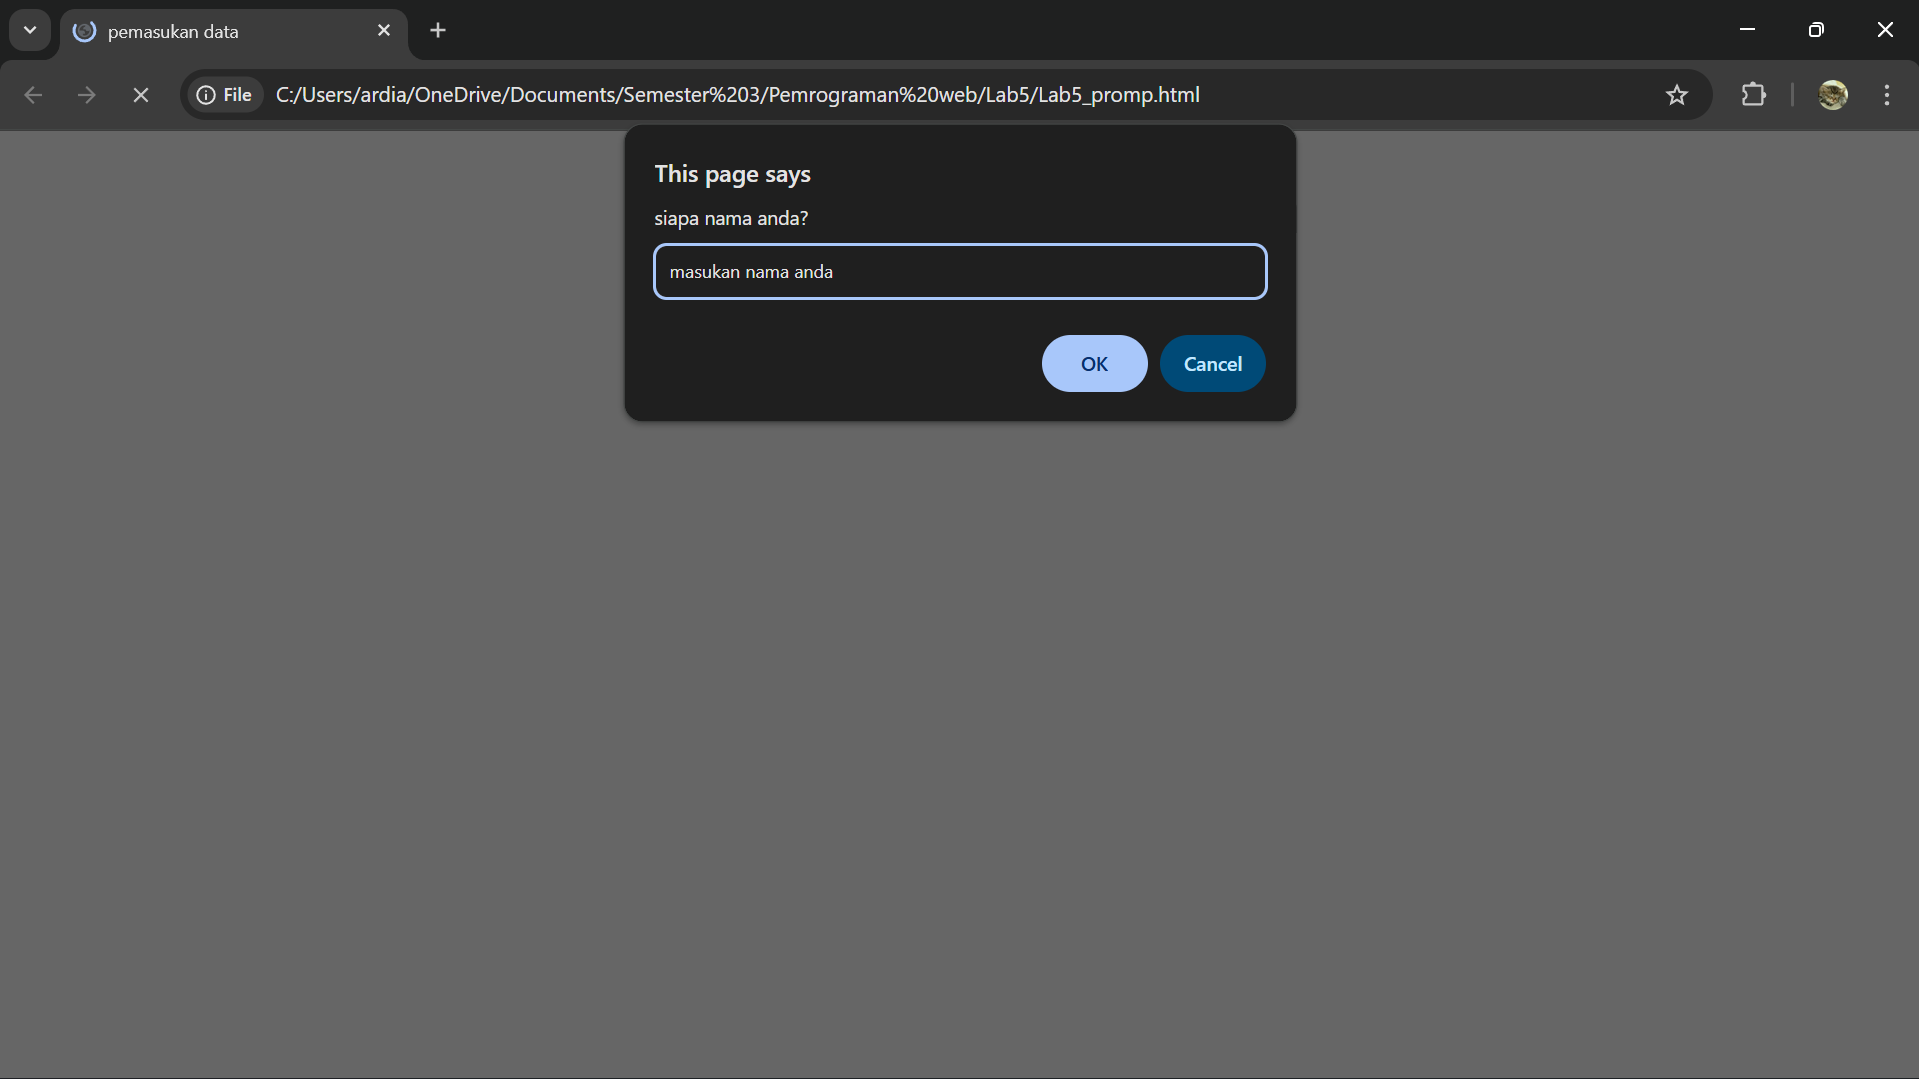 pemasukan data
File
C:/Users/ardia/OneDrive/Documents/Semester%203/Pemrograman%20web/Lab5/Lab5_promp.html
This page says
siapa nama anda?
masukan nama anda
OK
Cancel